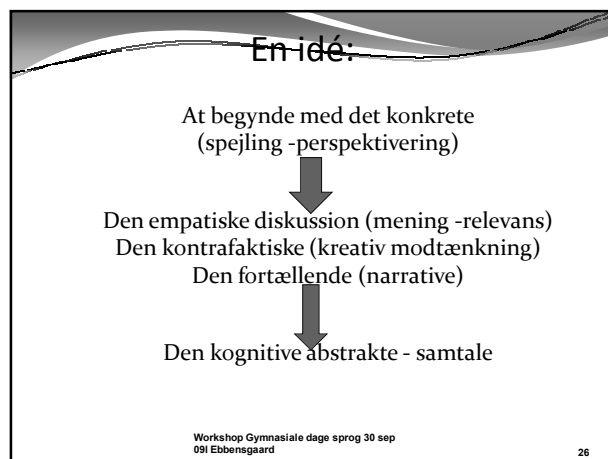 En idé:
At begynde med det konkrete
(spejling -perspektivering)
Den empatiske diskussion (mening -relevans)
Den kontrafaktiske (kreativ modtænkning)
Den fortællende (narrative)
Den kognitive abstrakte - samtale
Workshop Gymnasiale dage sprog 30 sep
09I Ebbensgaard
26